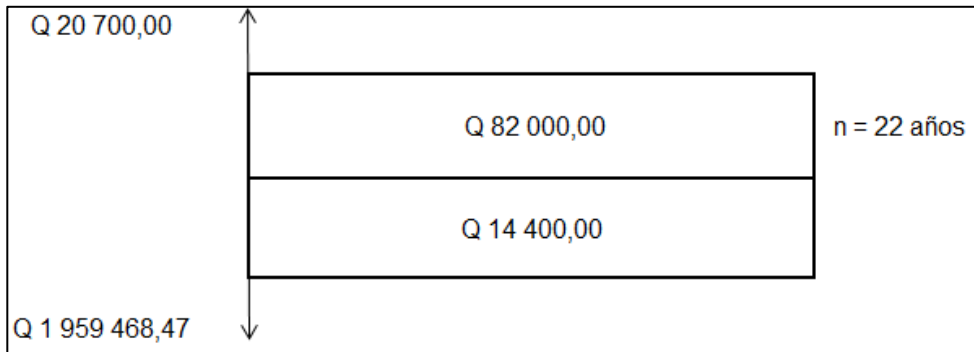 Q 20 700,00
Q 82 000,00
n = 22 años
Q 14 400,00
Q 1 959 468,47